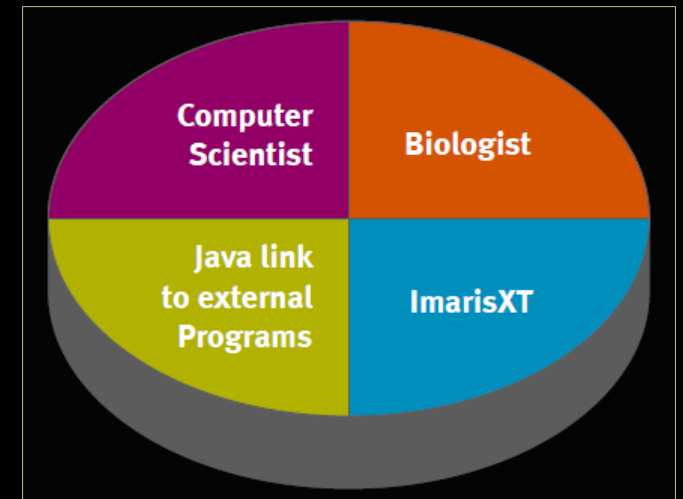 Computer
Scientist
Biologist
Java link
to external
Programs
ImarisXT